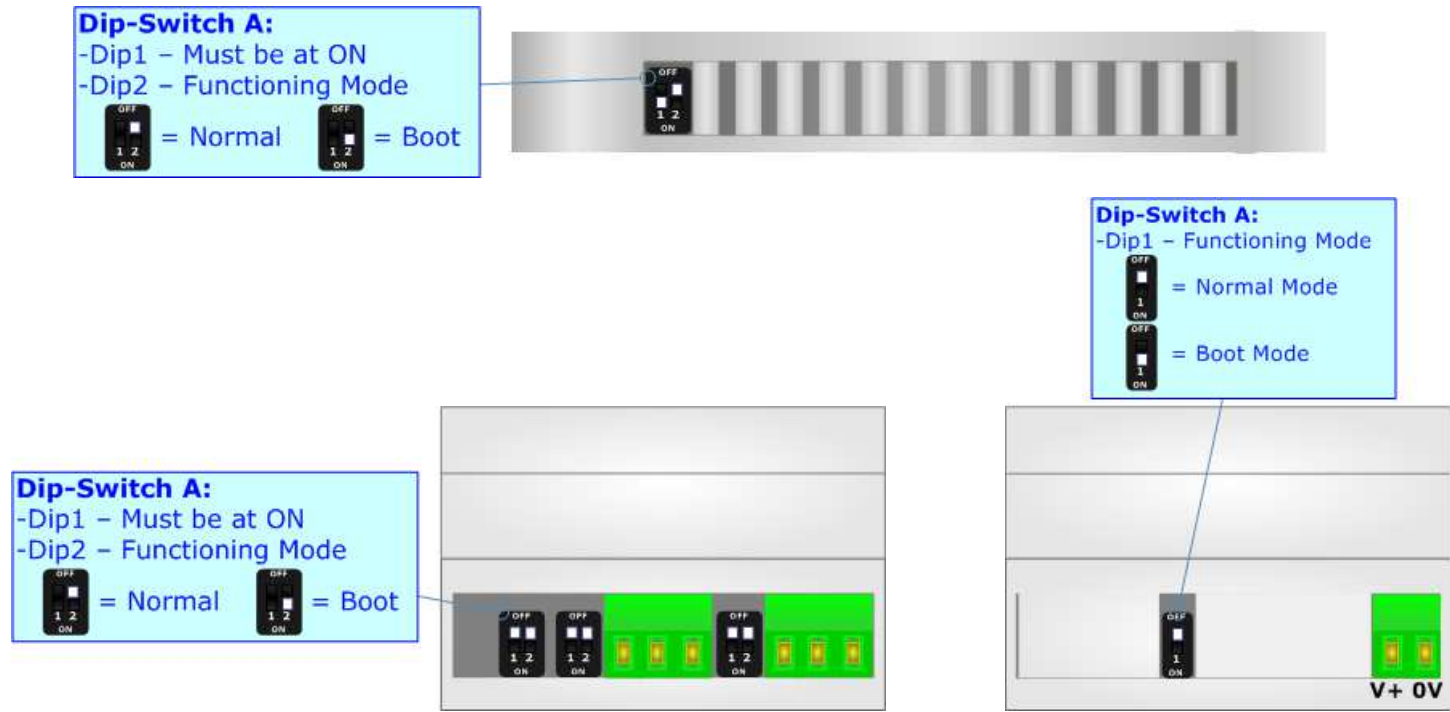 Dip-Switch A:
-Dip1 – Must be at ON
-Dip2 – Functioning Mode
OFF OFF
= Normal = Boot
1 2 1 2
ON ON
OFF
1 2
ON
Dip-Switch A:
-Dip1 – Functioning Mode
OFF
= Normal Mode
1
ON
OFF
= Boot Mode
1
ON
Dip-Switch A:
-Dip1 – Must be at ON
-Dip2 – Functioning Mode
OFF OFF
= Normal = Boot
1 2 1 2
ON ON
OFF OFF OFF
1 2 1 2 1 2
ON ON ON
OFF
1
ON
V+ 0V